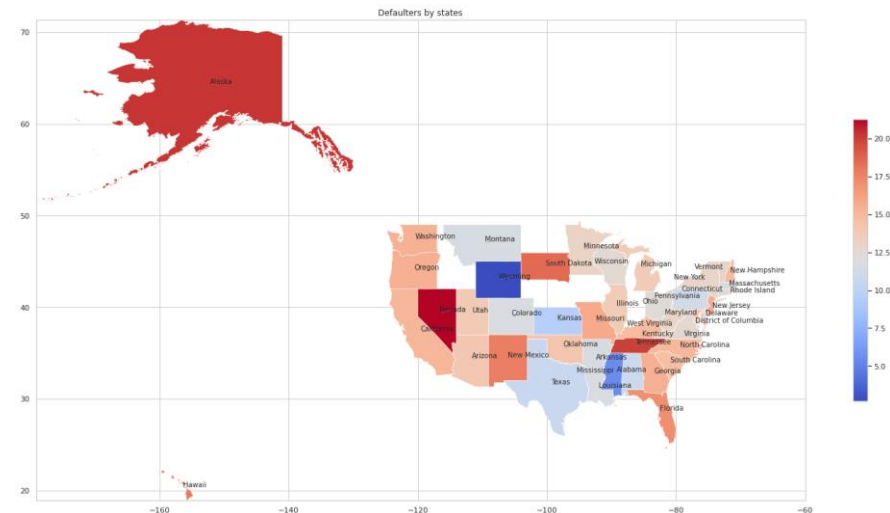 Defaulters by states
70
60
50
40
30
20
−160
−140
−120
−100
−80
−60
20.0
17.5
15.0
12.5
10.0
7.5
5.0
Alaska
Washington
Montana
Minnesota
Oregon
Wyoming
South Dakota
Wisconsin
Michigan
Vermont
New Hampshire
New York
Massachusetts
Connecticut
Rhode Island
Nevada
Utah
Colorado
Kansas
Missouri
Illinois
Ohio
Pennsylvania
New Jersey
Maryland
Delaware
District of Columbia
California
West Virginia
Virginia
Kentucky
Tennessee
North Carolina
Arizona
New Mexico
Oklahoma
Arkansas
South Carolina
Texas
Mississippi
Alabama
Georgia
Louisiana
Florida
Hawaii